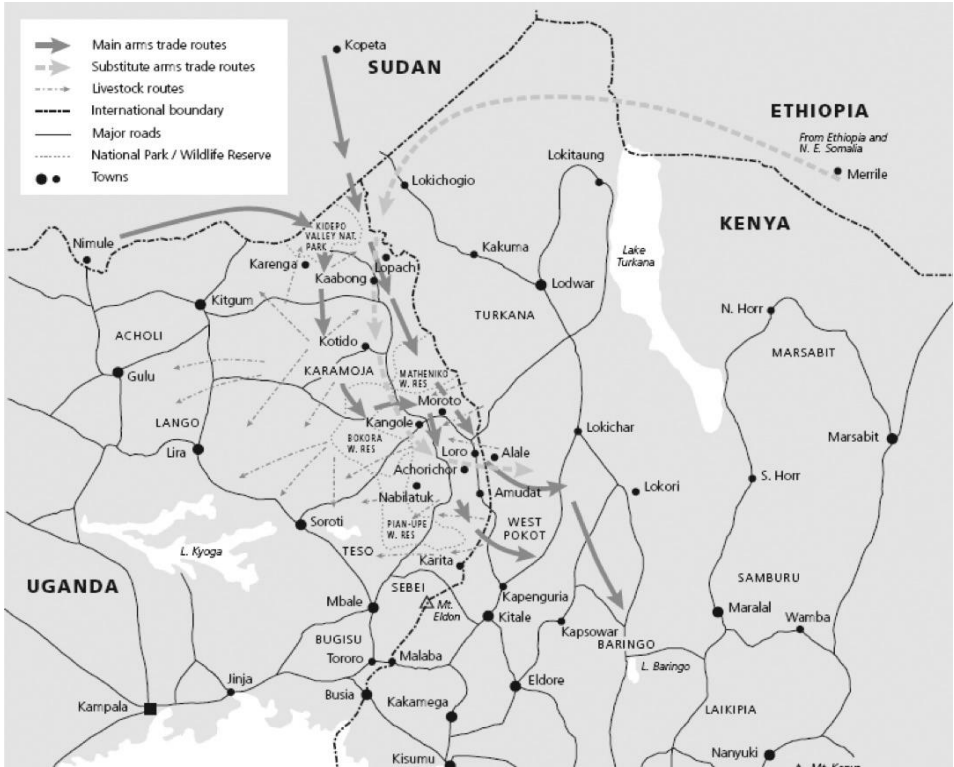 Main arms trade routes
Substitute arms trade routes
Livestock routes
International boundary
Major roads
National Park / Wildlife Reserve
Towns
Kopeta
SUDAN
ETHIOPIA
From Ethiopia and
N. E. Somalia
Merrile
Lokitaung
Lokichogio
KENYA
Nimule
KIDEPO
VALLEY NAT.
PARK
Karenga
Lopach
Kakuma
Lake
Turkana
Kaabong
Lodwar
Kitgum
TURKANA
N. Horr
ACHOLI
Kotido
MARSABIT
Gulu
KARAMOJA
MATHENIKO
W. RES
Moroto
LANGO
Kangole
Lokichar
Marsabit
Lira
BOKORA
W. RES
Loro
Alale
Achorichor
S. Horr
Nabilatuk
Amudat
Lokori
Soroti
PIAN-UPE
W. RES
WEST
POKOT
L. Kyoga
TESO
Karita
UGANDA
SEBEI
SAMBURU
Mbale
Mt.
Eldon
Kapenguria
Kitale
Kapsowar
Maralal
Wamba
BUGISU
BARINGO
Tororo
Malaba
L. Baringo
Jinja
Busia
Eldore
Kampala
Kakamega
LAIKIPIA
Kisumu
Nanyuki